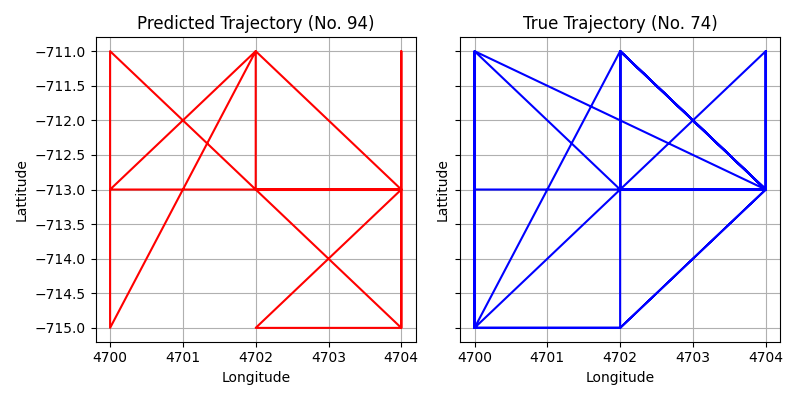 Predicted Trajectory (No. 94)
True Trajectory (No. 74)
−711.0
−711.5
−712.0
−712.5
−713.0
−713.5
−714.0
−714.5
−715.0
Lattitude
Lattitude
4700 4701 4702 4703 4704
4700 4701 4702 4703 4704
Longitude
Longitude